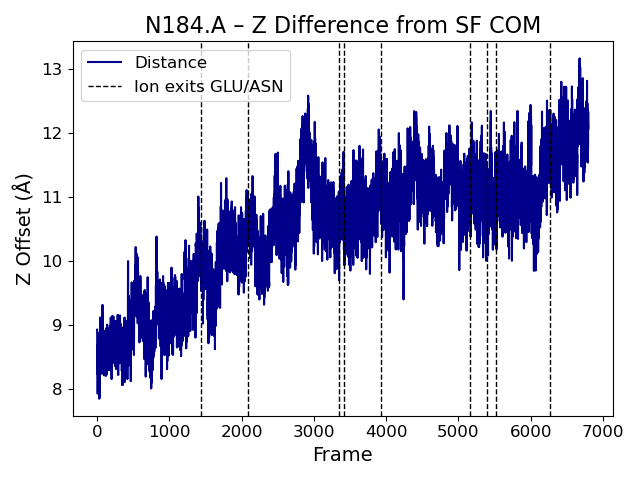 N184.A – Z Difference from SF COM
Distance
Ion exits GLU/ASN
Z Offset (Å)
13
12
11
10
9
8
0 1000 2000 3000 4000 5000 6000 7000
Frame